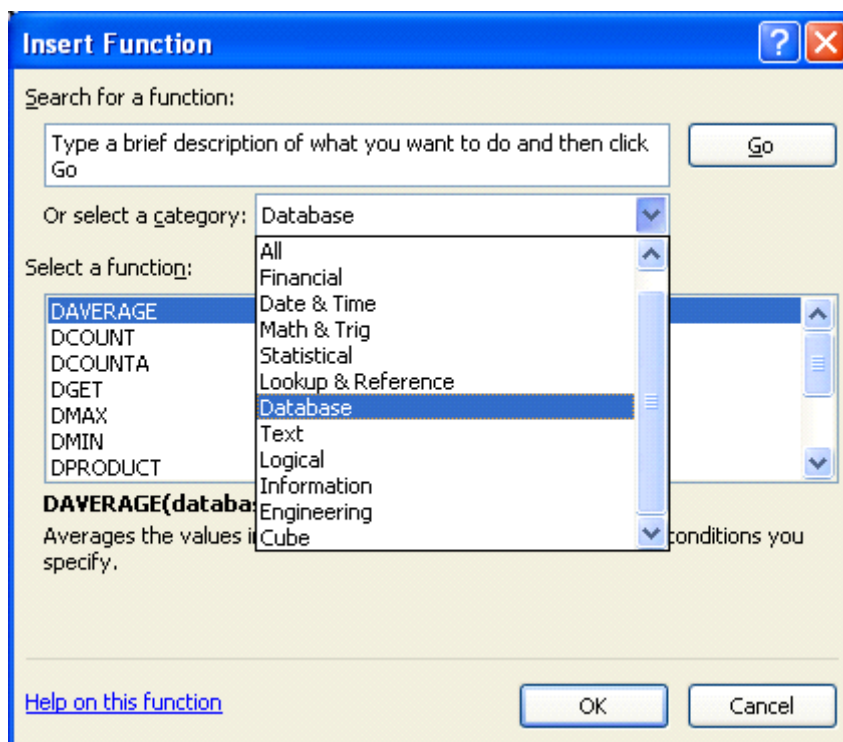 Insert Function
Search for a function:
Type a brief description of what you want to do and then click
Go
Go
Or select a category: Database
All
Financial
Date & Time
Math & Trig
Statistical
Lookup & Reference
Database
Text
Logical
Information
Engineering
Cube
Select a function:
DAVERAGE
DCOUNT
DCOUNTA
DGET
DMAX
DMIN
DPRODUCT
DAVERAGE(databa
Averages the values i conditions you
specify.
Help on this function
OK
Cancel